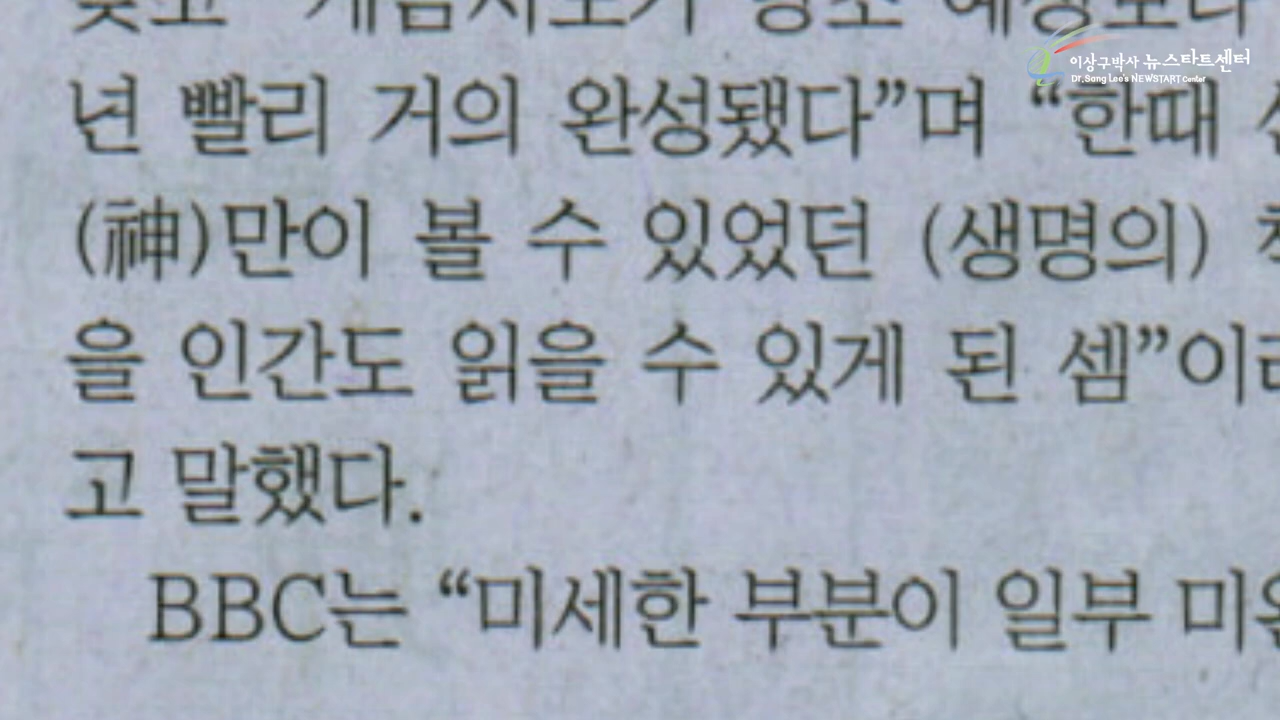 이상구박사 뉴스타트센터
Dr. Sang Lee's NEWSTART Center
년 빨리 거의 완성됐다”며 “한때
(神)만이 볼 수 있었던 (생명의)
을 인간도 읽을 수 있게 된 셈”이라
고 말했다.
BBC는 “미세한 부분이 일부